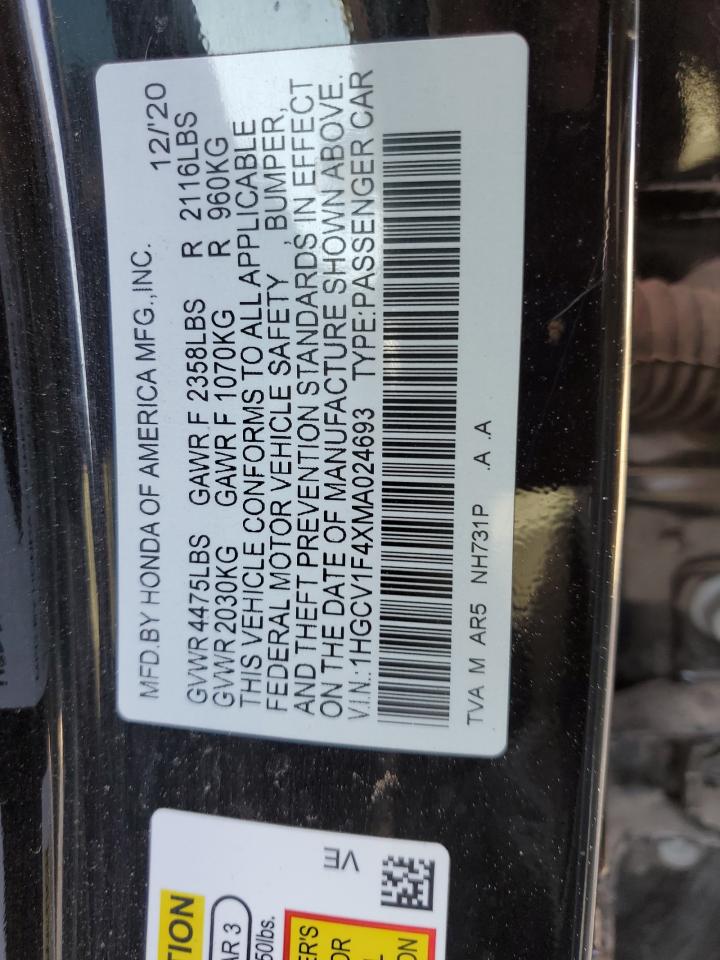 MFD.BY HONDA OF AMERICA MFG.,INC. 12/'20
GVWR 4475LBS GAWR F 2358LBS R 2116LBS
GVWR 2030KG GAWR F 1070KG R 960KG
THIS VEHICLE CONFORMS TO ALL APPLICABLE
FEDERAL MOTOR VEHICLE SAFETY , BUMPER,
AND THEFT PREVENTION STANDARDS IN EFFECT
ON THE DATE OF MANUFACTURE SHOWN ABOVE.
V.I.N.:1HGCV1F4XMA024693 TYPE:PASSENGER CAR
TVA M AR5 NH731P .A .A
TION
AR 3
50lbs.
ER'S
OR
ON
VE